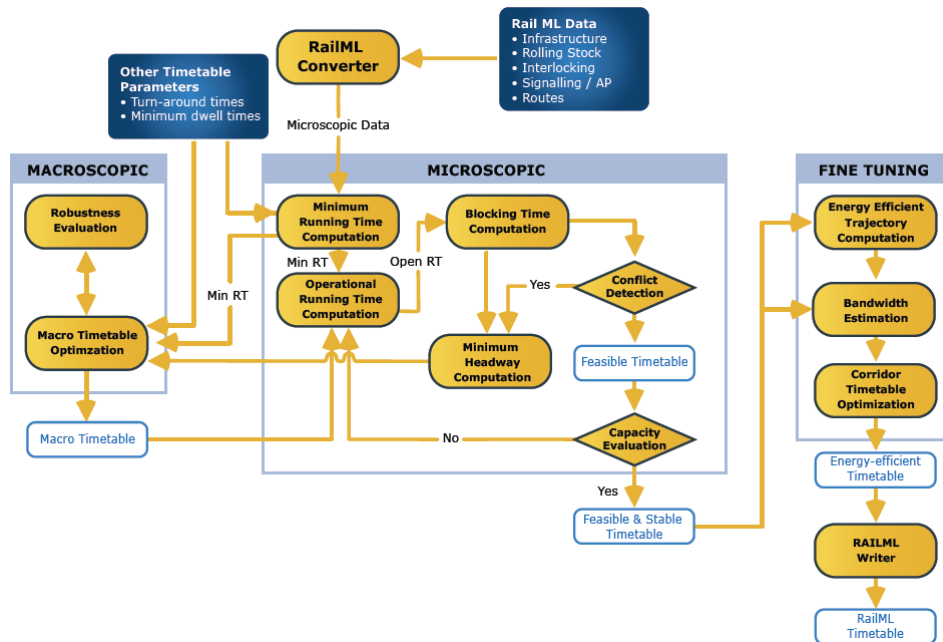 Rail ML Data
• Infrastructure
• Rolling Stock
• Interlocking
• Signalling / AP
• Routes
RailML
Converter
Other Timetable
Parameters
• Turn-around times
• Minimum dwell times
Microscopic Data
MACROSCOPIC
Robustness
Evaluation
Min RT
Macro Timetable
Optimzation
Macro Timetable
MICROSCOPIC
Minimum
Running Time
Computation
Min RT
Operational
Running Time
Computation
Open RT
Blocking Time
Computation
Yes
Conflict
Detection
Minimum
Headway
Computation
Feasible Timetable
No
Capacity
Evaluation
Yes
Feasible & Stable
Timetable
FINE TUNING
Energy Efficient
Trajectory
Computation
Bandwidth
Estimation
Corridor
Timetable
Optimization
Energy-efficient
Timetable
RAILML
Writer
RailML
Timetable